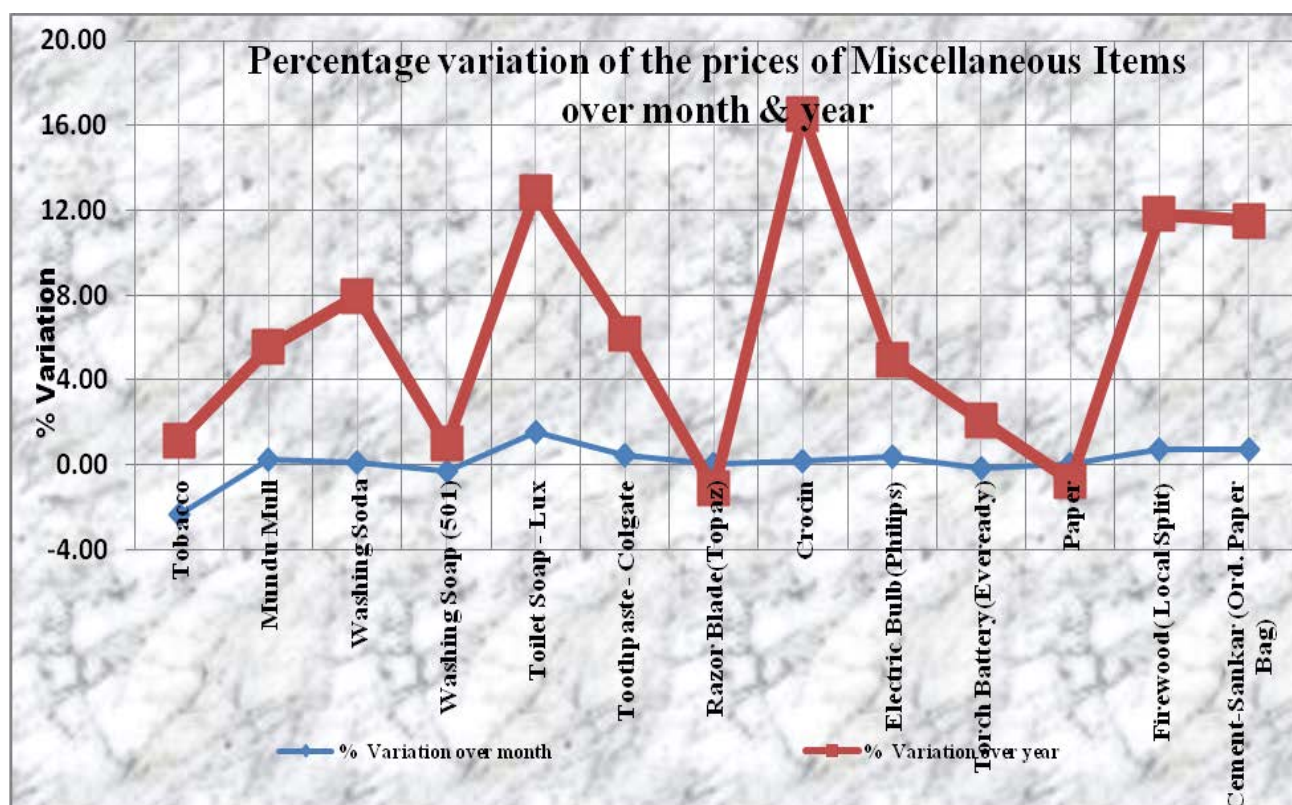 Percentage variation of the prices of Miscellaneous Items
over month & year
20.00
16.00
12.00
8.00
4.00
0.00
-4.00
% Variation
Tobacco
Mundu Mull
Washing Soda
Washing Soap (501)
Toilet Soap - Lux
Toothpaste - Colgate
Razor Blade(Topaz)
Crocin
Electric Bulb(Philips)
Torch Battery(Eveready)
Paper
Firewood( Local Split)
Cement-Sankar (Ord. Paper
Bag)
% Variation over month
% Variation over year